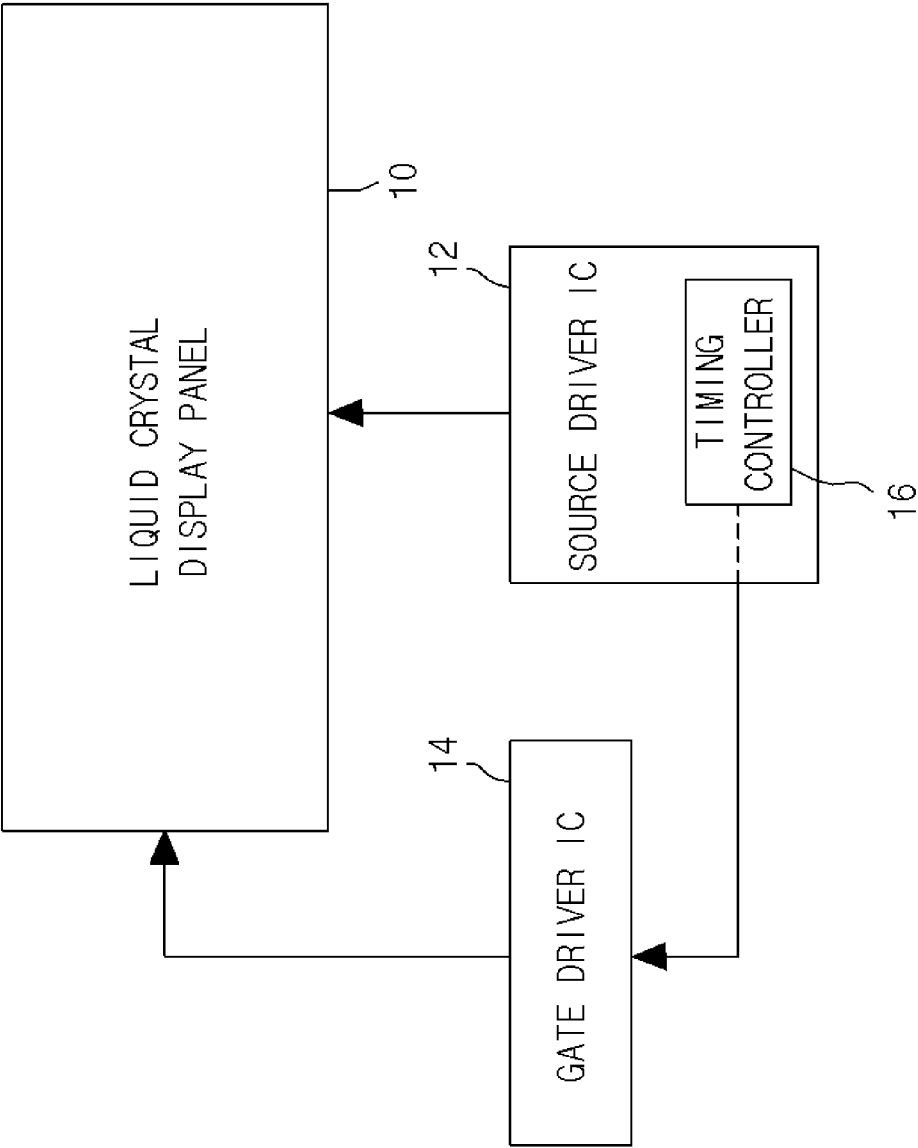 LIQUID CRYSTAL
DISPLAY PANEL
10
12
SOURCE DRIVER IC
TIMING
CONTROLLER
16
14
GATE DRIVER IC